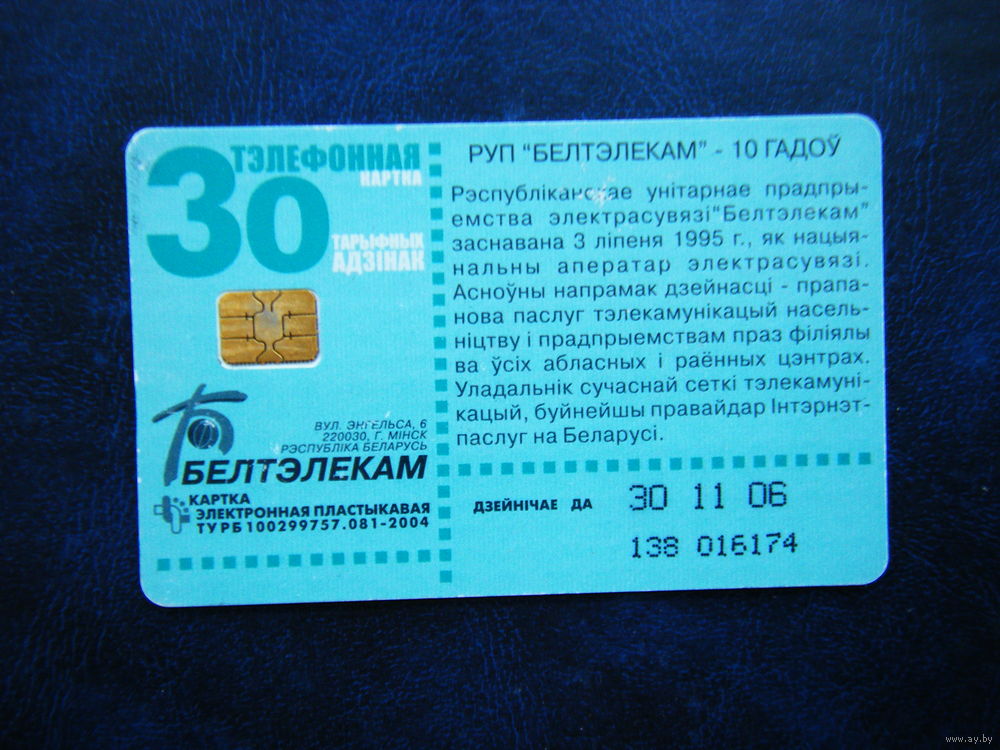 30
ТЭЛЕФОННАЯ
КАРТКА
ТАРЫФНЫХ
АДЗІНАК
ВУЛ. ЭНГЕЛЬСА, 6
220030, Г. МІНСК
РЭСПУБЛІКА БЕЛАРУСЬ
БЕЛТЭЛЕКАМ
КАРТКА
ЭЛЕКТРОННАЯ ПЛАСТЫКАВАЯ
ТУ РБ 100299757.081-2004
РУП "БЕЛТЭЛЕКАМ" - 10 ГАДОЎ
Рэспубліканскае унітарнае прадпры-
емства электрасувязі "Белтэлекам"
заснавана 3 ліпеня 1995 г., як нацыя-
нальны аператар электрасувязі.
Асноўны напрамак дзейнасці - прапа-
нова паслуг тэлекамунікацый насель-
ніцтву і прадпрыемствам праз філіялы
ва ўсіх абласных і раённых цэнтрах.
Уладальнік сучаснай сеткі тэлекамуні-
кацый, буйнейшы правайдар Інтэрнэт-
паслуг на Беларусі.
ДЗЕЙНІЧАЕ ДА 30 11 06
138 016174
www.ay.by